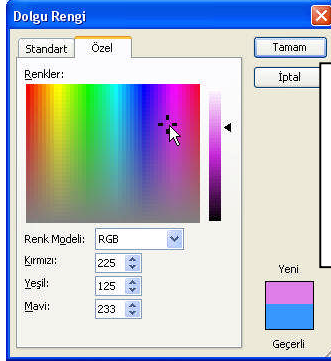 Dolgu Rengi
Standart Özel
Tamam
İptal
Renkler:
Renk Modeli: RGB
Kırmızı: 225
Yeşil: 125
Mavi: 233
Yeni
Geçerli